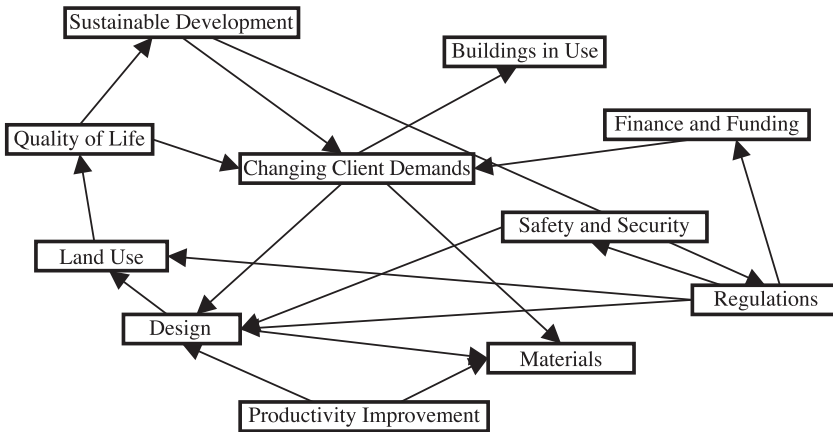 Sustainable Development
Buildings in Use
Finance and Funding
Quality of Life
Changing Client Demands
Safety and Security
Land Use
Regulations
Design
Materials
Productivity Improvement